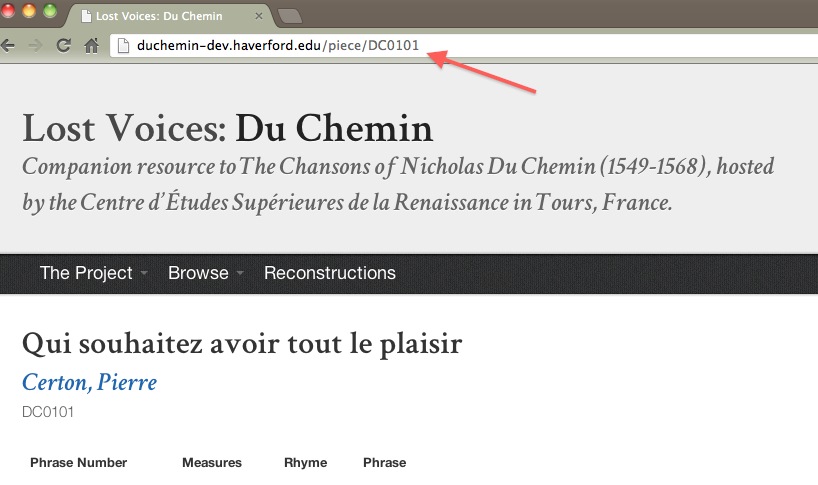 Lost Voices: Du Chemin
duchemin-dev.haverford.edu/piece/DC0101
Lost Voices: Du Chemin
Companion resource to The Chansons of Nicholas Du Chemin (1549-1568), hosted
by the Centre d'Études Supérieures de la Renaissance in Tours, France.
The Project Browse Reconstructions
Qui souhaitez avoir tout le plaisir
Certon, Pierre
DC0101
Phrase Number Measures Rhyme Phrase